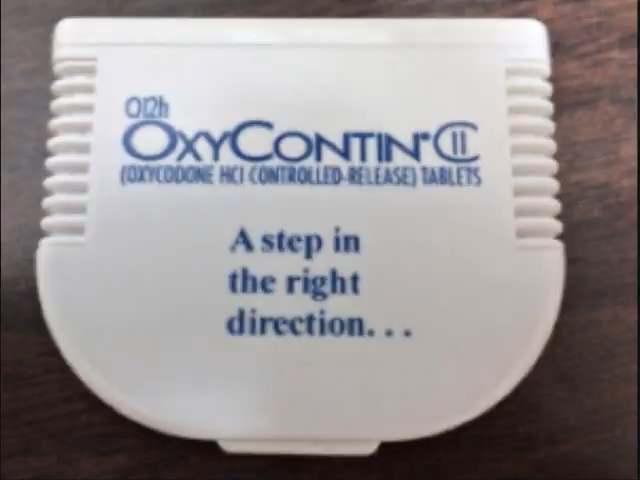 Q12h
OXYCONTIN® CII
(OXYCODONE HCl CONTROLLED-RELEASE) TABLETS
A step in
the right
direction...